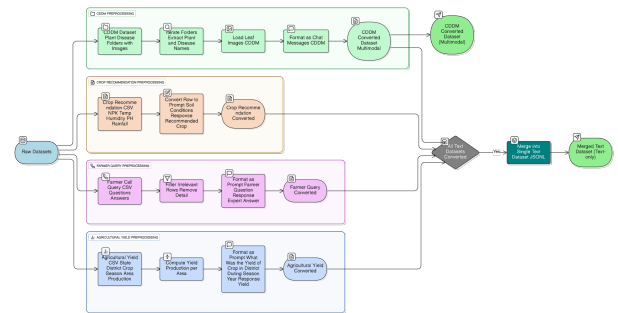 CDDM PREPROCESSING
CDDM Dataset
Plant Disease
Folders with
Images
Iterate Folders
Extract Plant
and Disease
Names
Load Leaf
Images CDDM
Format as Chat
Messages CDDM
CDDM
Converted
Dataset
Multimodal
CDDM
Converted
Dataset
(Multimodal)
CROP RECOMMENDATION PREPROCESSING
Crop Recomme
ndation CSV
NPK Temp
Humidity PH
Rainfall
Convert Row to
Prompt Soil
Conditions
Response
Recommended
Crop
Crop Recomme
ndation
Converted
Raw Datasets
All Text
Datasets
Converted
Yes
Merge into
Single Text
Dataset JSONL
Merged Text
Dataset (Text-
only)
FARMER QUERY PREPROCESSING
Farmer Call
Query CSV
Questions
Answers
Filter Irrelevant
Rows Remove
Detail
Format as
Prompt Farmer
Question
Response
Expert Answer
Farmer Query
Converted
AGRICULTURAL YIELD PREPROCESSING
Agricultural Yield
CSV State
District Crop
Season Area
Production
Compute Yield
Production per
Area
Format as
Prompt What
Was the Yield of
Crop in District
During Season
Year Response
Yield
Agricultural Yield
Converted